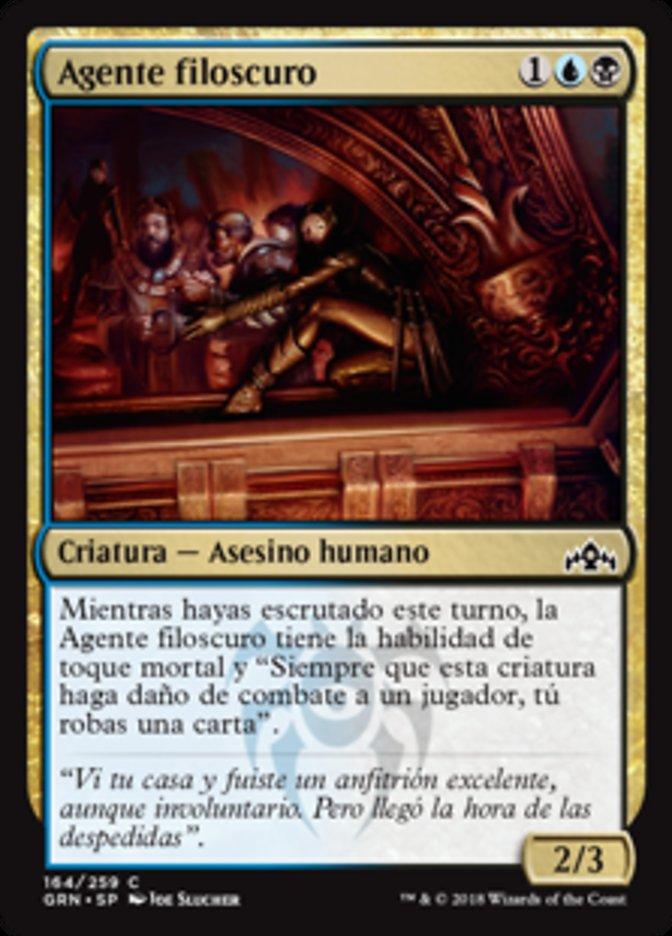 Agente filoscuro
1
Criatura — Asesino humano
Mientras hayas escrutado este turno, la
Agente filoscuro tiene la habilidad de
toque mortal y “Siempre que esta criatura
haga daño de combate a un jugador, tú
robas una carta”.
“Vi tu casa y fuiste un anfitrión excelente,
aunque involuntario. Pero llegó la hora de las
despedidas”.
2/3
164/259 C
GRN • SP Joe Slucher
™ & © 2018 Wizards of the Coast